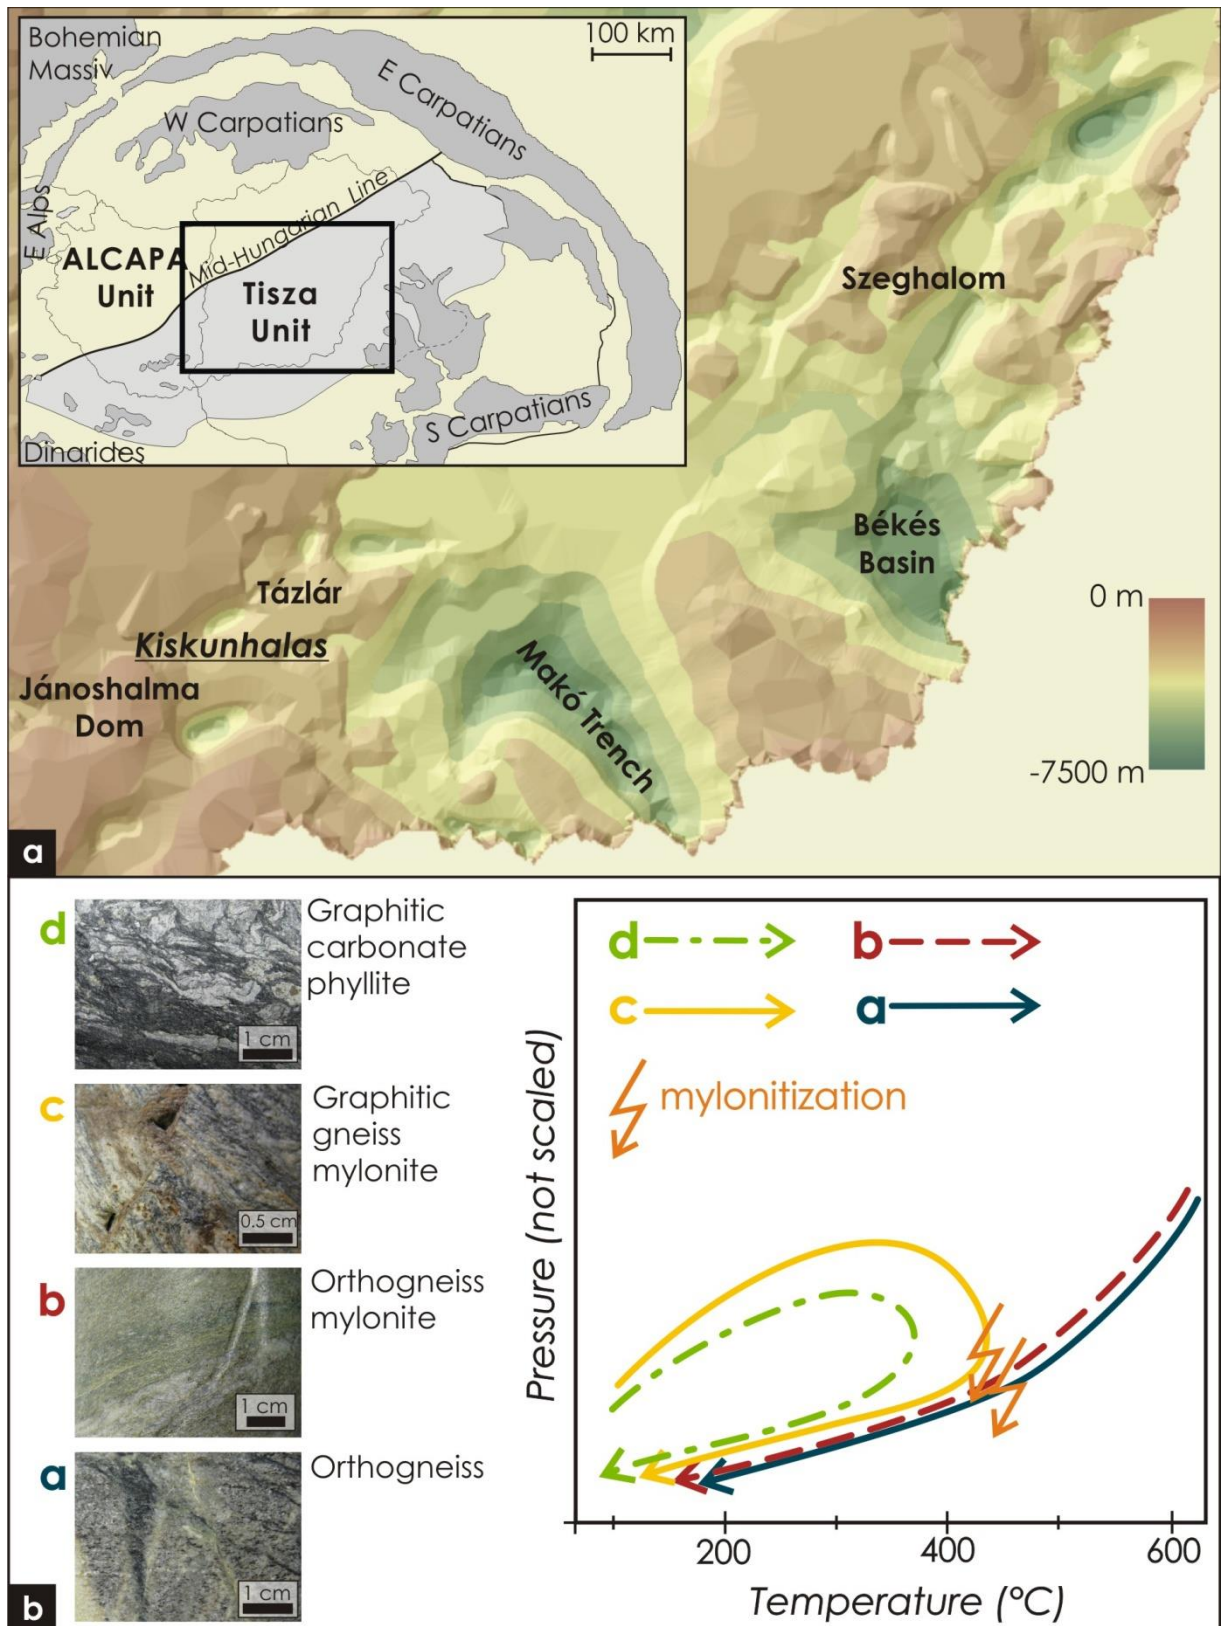 Bohemian
Massiv
100 km
W Carpatians
E Carpatians
E Alps
Mid-Hungarian Line
ALCAPA
Unit
Tisza
Unit
S Carpatians
Dinarides
Szeghalom
Békés
Basin
Tázlár
Kiskunhalas
Jánoshalma
Dom
Makó Trench
0 m
-7500 m
a
d
Graphitic
carbonate
phyllite
1 cm
c
Graphitic
gneiss
mylonite
0.5 cm
b
Orthogneiss
mylonite
1 cm
a
Orthogneiss
1 cm
b
d
b
c
a
mylonitization
Pressure (not scaled)
200
400
600
Temperature (°C)